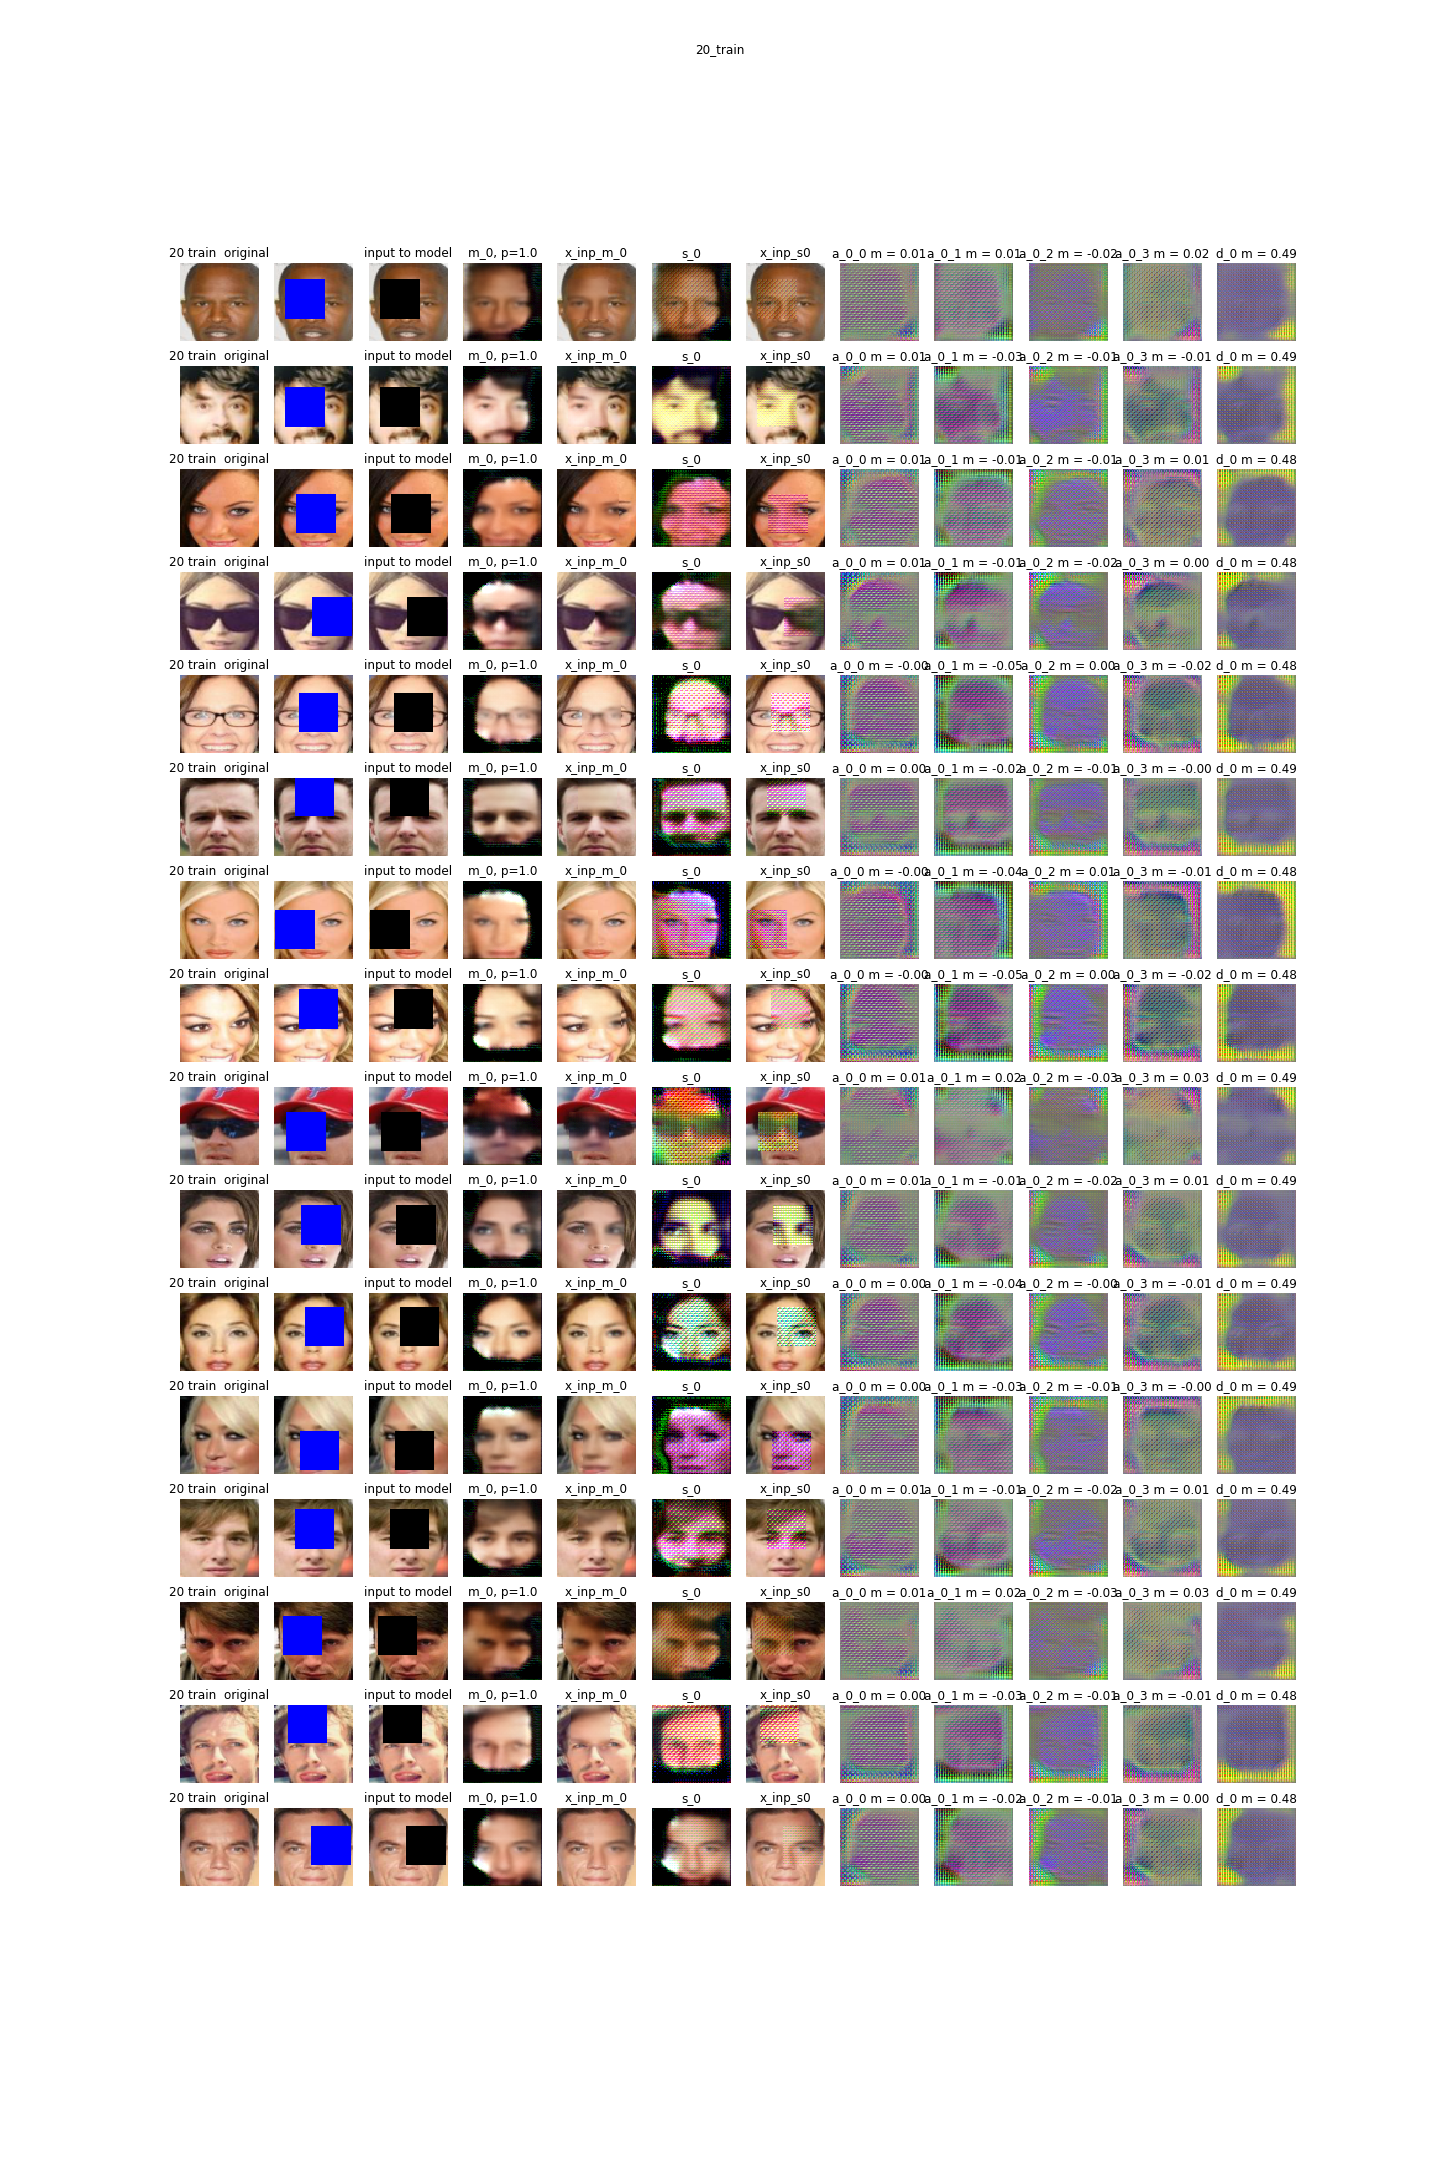 20_train
20 train  original input to model m_0, p=1.0 x_inp_m_0 s_0 x_inp_s0 a_0_0 m = 0.01 a_0_1 m = 0.01 a_0_2 m = -0.02 a_0_3 m = 0.02 d_0 m = 0.49
20 train  original input to model m_0, p=1.0 x_inp_m_0 s_0 x_inp_s0 a_0_0 m = 0.01 a_0_1 m = -0.03 a_0_2 m = -0.01 a_0_3 m = -0.01 d_0 m = 0.49
20 train  original input to model m_0, p=1.0 x_inp_m_0 s_0 x_inp_s0 a_0_0 m = 0.01 a_0_1 m = -0.01 a_0_2 m = -0.01 a_0_3 m = 0.01 d_0 m = 0.48
20 train  original input to model m_0, p=1.0 x_inp_m_0 s_0 x_inp_s0 a_0_0 m = 0.01 a_0_1 m = -0.01 a_0_2 m = -0.02 a_0_3 m = 0.00 d_0 m = 0.48
20 train  original input to model m_0, p=1.0 x_inp_m_0 s_0 x_inp_s0 a_0_0 m = -0.00 a_0_1 m = -0.05 a_0_2 m = 0.00 a_0_3 m = -0.02 d_0 m = 0.48
20 train  original input to model m_0, p=1.0 x_inp_m_0 s_0 x_inp_s0 a_0_0 m = 0.00 a_0_1 m = -0.02 a_0_2 m = -0.01 a_0_3 m = -0.00 d_0 m = 0.49
20 train  original input to model m_0, p=1.0 x_inp_m_0 s_0 x_inp_s0 a_0_0 m = -0.00 a_0_1 m = -0.04 a_0_2 m = 0.01 a_0_3 m = -0.01 d_0 m = 0.48
20 train  original input to model m_0, p=1.0 x_inp_m_0 s_0 x_inp_s0 a_0_0 m = -0.00 a_0_1 m = -0.05 a_0_2 m = 0.00 a_0_3 m = -0.02 d_0 m = 0.48
20 train  original input to model m_0, p=1.0 x_inp_m_0 s_0 x_inp_s0 a_0_0 m = 0.01 a_0_1 m = 0.02 a_0_2 m = -0.03 a_0_3 m = 0.03 d_0 m = 0.49
20 train  original input to model m_0, p=1.0 x_inp_m_0 s_0 x_inp_s0 a_0_0 m = 0.01 a_0_1 m = -0.01 a_0_2 m = -0.02 a_0_3 m = 0.01 d_0 m = 0.49
20 train  original input to model m_0, p=1.0 x_inp_m_0 s_0 x_inp_s0 a_0_0 m = 0.00 a_0_1 m = -0.04 a_0_2 m = -0.00 a_0_3 m = -0.01 d_0 m = 0.49
20 train  original input to model m_0, p=1.0 x_inp_m_0 s_0 x_inp_s0 a_0_0 m = 0.00 a_0_1 m = -0.03 a_0_2 m = -0.01 a_0_3 m = -0.00 d_0 m = 0.49
20 train  original input to model m_0, p=1.0 x_inp_m_0 s_0 x_inp_s0 a_0_0 m = 0.01 a_0_1 m = -0.01 a_0_2 m = -0.02 a_0_3 m = 0.01 d_0 m = 0.49
20 train  original input to model m_0, p=1.0 x_inp_m_0 s_0 x_inp_s0 a_0_0 m = 0.01 a_0_1 m = 0.02 a_0_2 m = -0.03 a_0_3 m = 0.03 d_0 m = 0.49
20 train  original input to model m_0, p=1.0 x_inp_m_0 s_0 x_inp_s0 a_0_0 m = 0.00 a_0_1 m = -0.03 a_0_2 m = -0.01 a_0_3 m = -0.01 d_0 m = 0.48
20 train  original input to model m_0, p=1.0 x_inp_m_0 s_0 x_inp_s0 a_0_0 m = 0.00 a_0_1 m = -0.02 a_0_2 m = -0.01 a_0_3 m = 0.00 d_0 m = 0.48